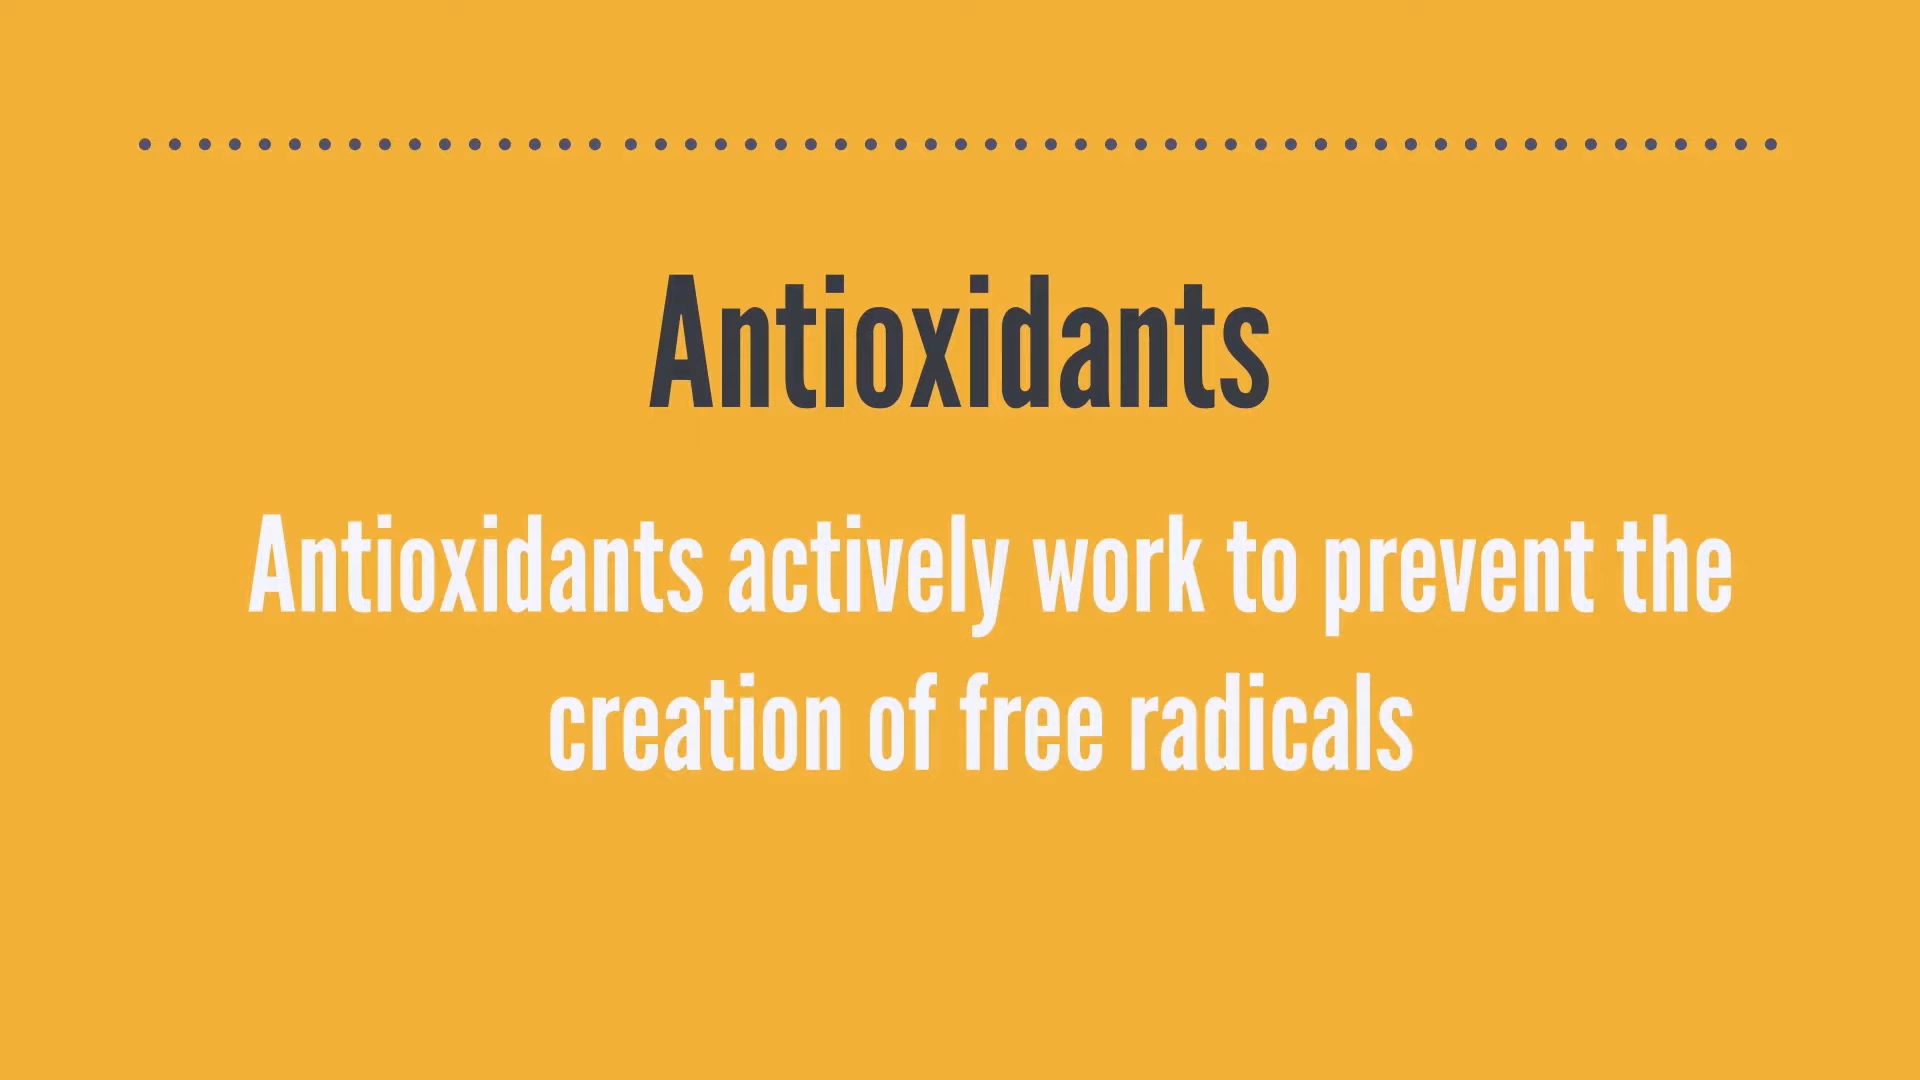 Antioxidants
Antioxidants actively work to prevent the
creation of free radicals